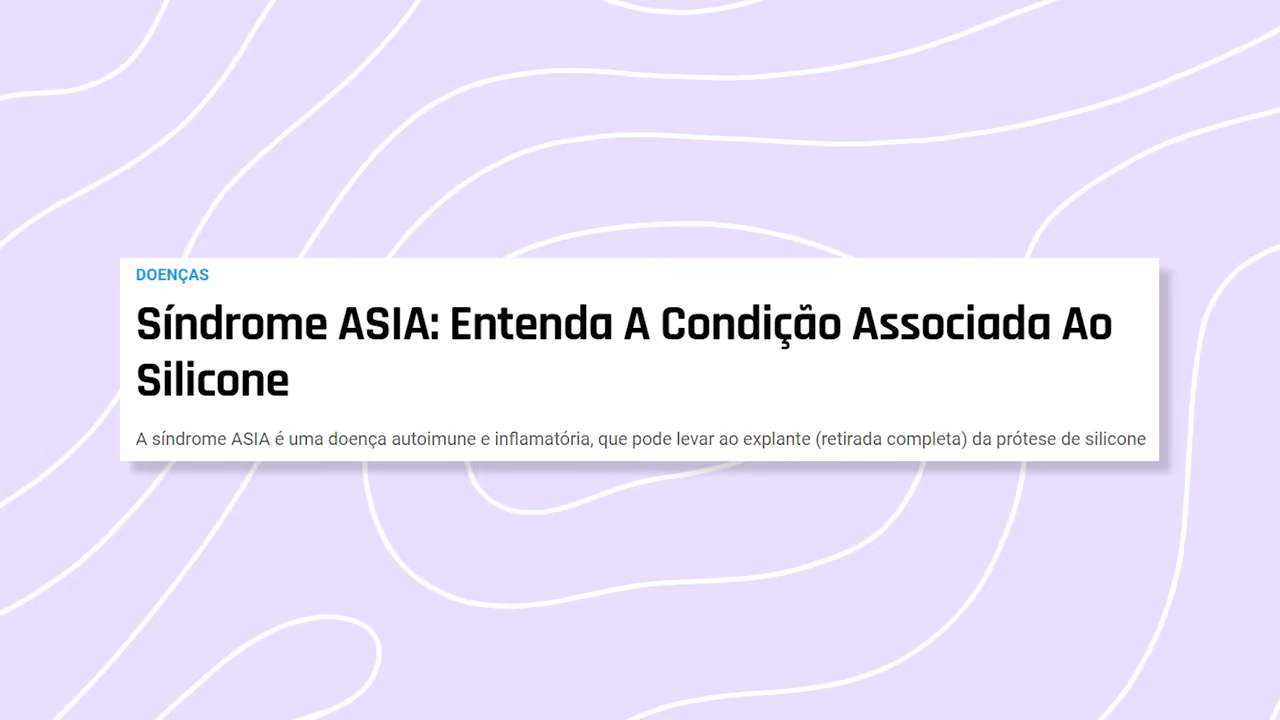 DOENÇAS
Síndrome ASIA: Entenda A Condição Associada Ao
Silicone
A síndrome ASIA é uma doença autoimune e inflamatória, que pode levar ao explante (retirada completa) da prótese de silicone